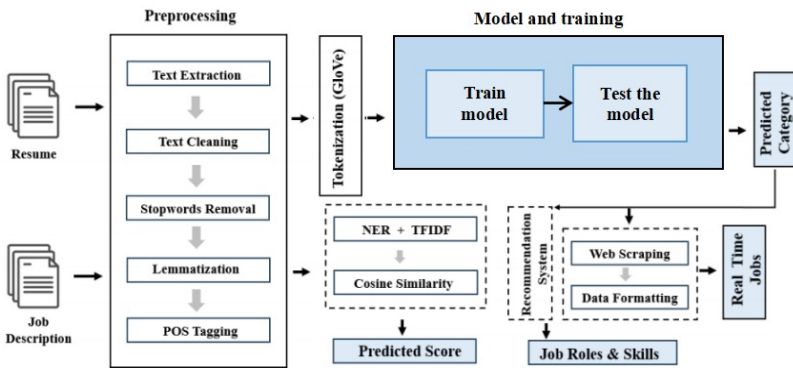 Preprocessing
Model and training
Text Extraction
Text Cleaning
Stopwords Removal
Lemmatization
POS Tagging
Resume
Job
Description
Tokenization (GloVe)
Train
model
Test the
model
Predicted
Category
NER + TFIDF
Cosine Similarity
Predicted Score
Recommendation
System
Web Scraping
Data Formatting
Real Time
Jobs
Job Roles & Skills